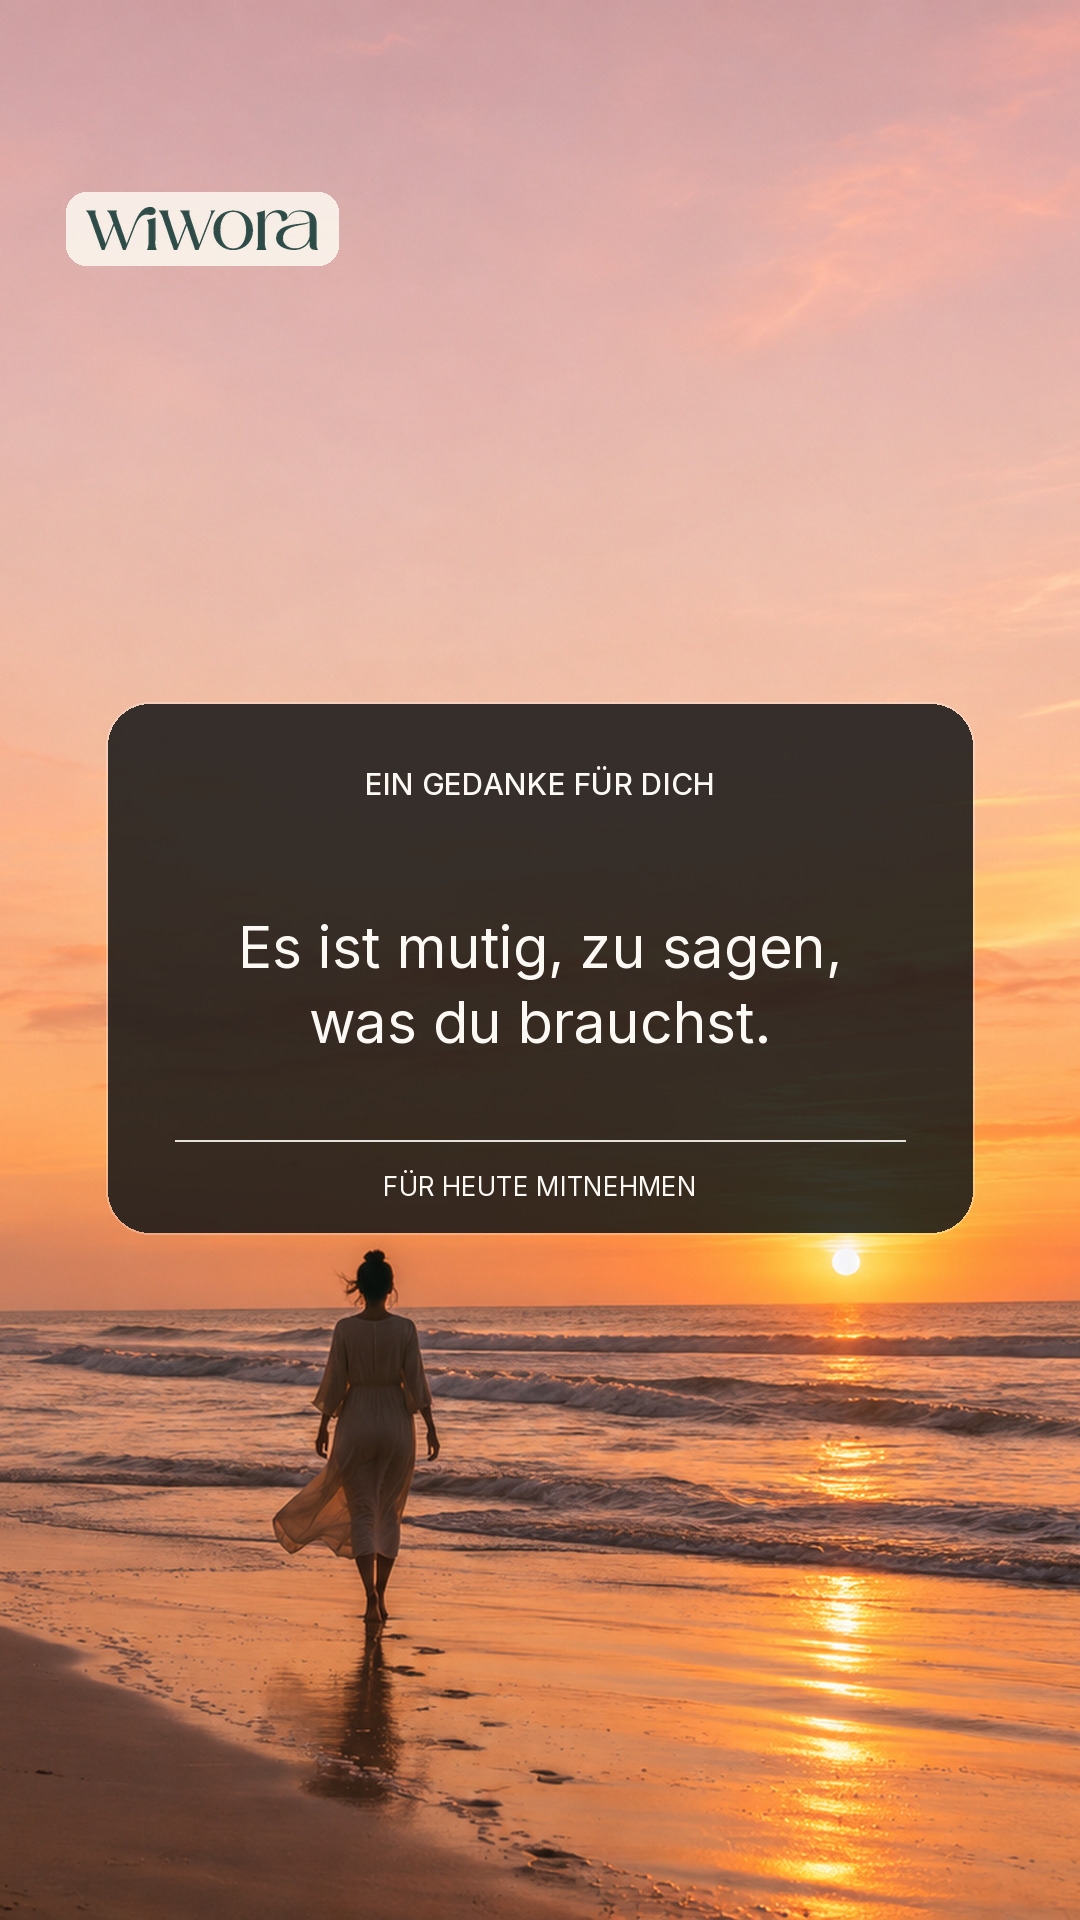 wiwora
EIN GEDANKE FÜR DICH
Es ist mutig, zu sagen,
was du brauchst.
FÜR HEUTE MITNEHMEN